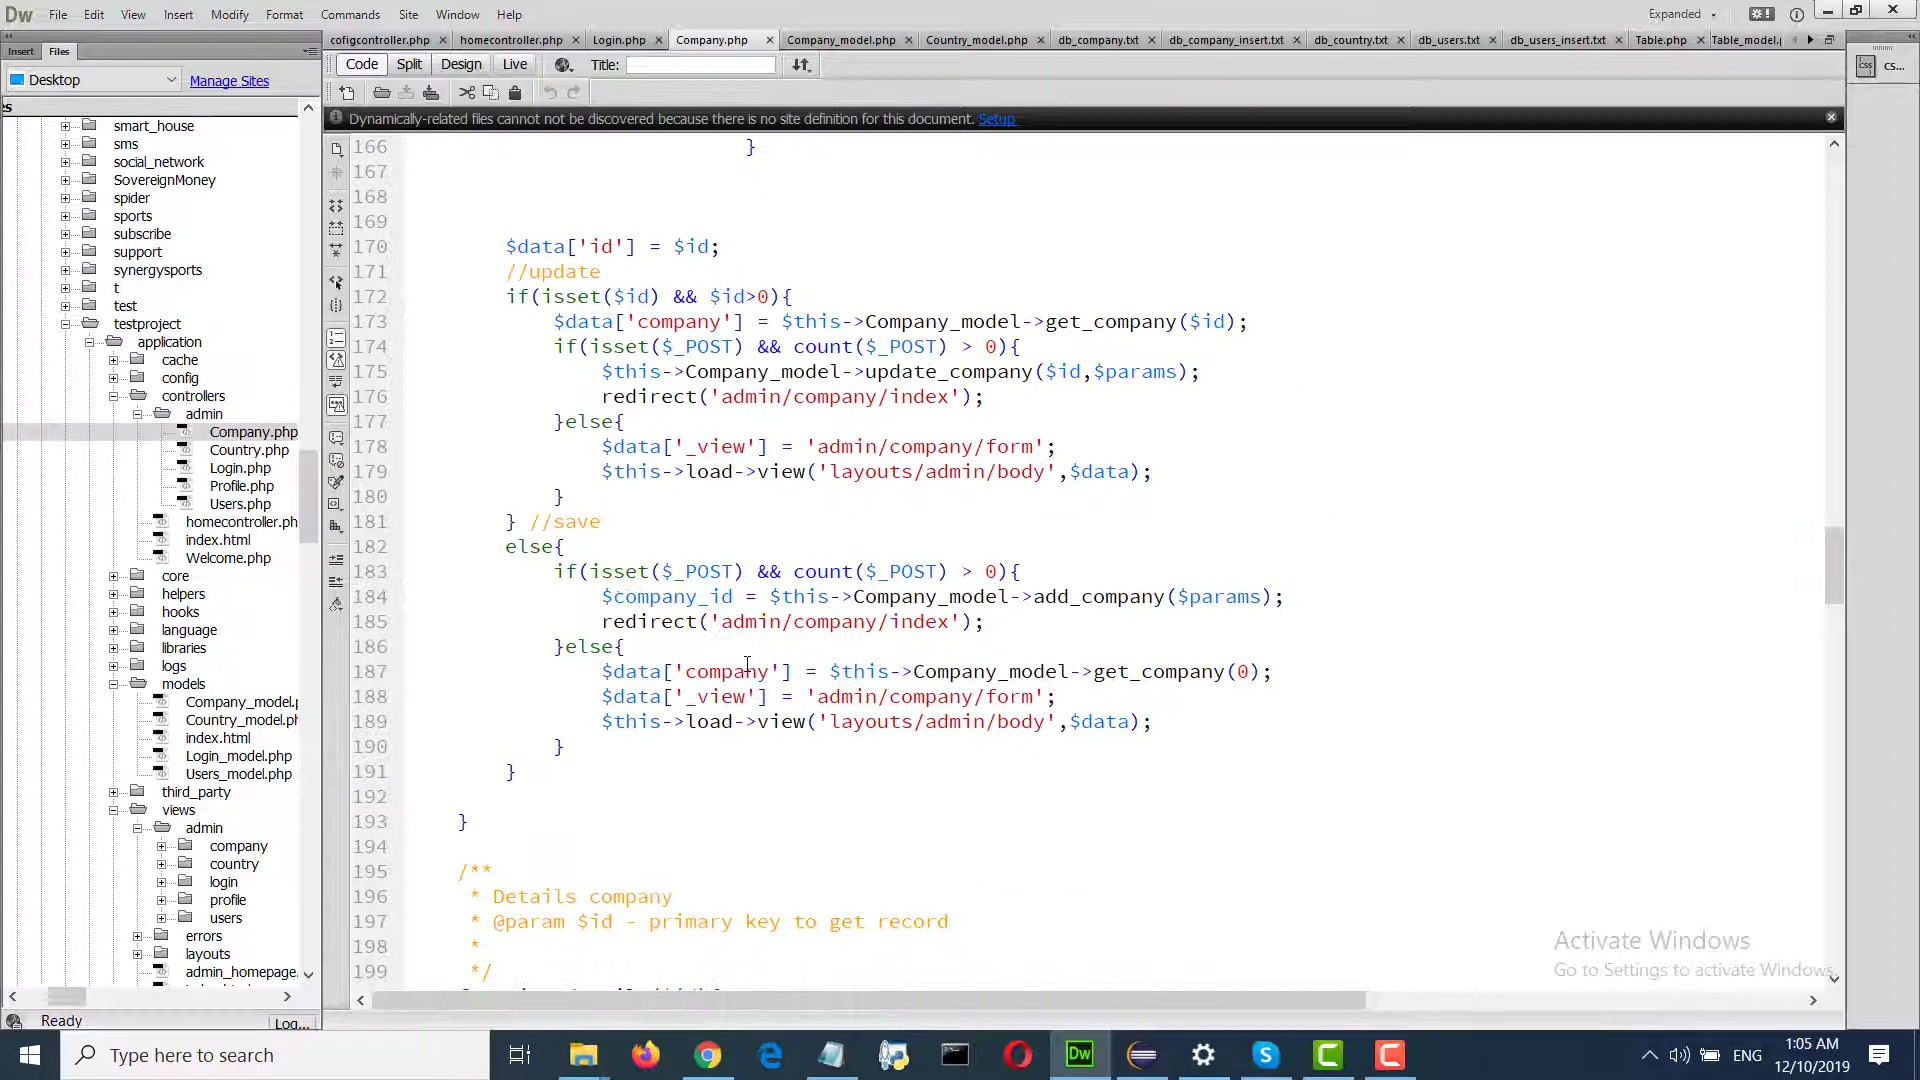 Dw File Edit View Insert Modify Format Commands Site Window Help Expanded
Insert Files
cofigcontroller.php homecontroller.php Login.php Company.php Company_model.php Country_model.php db_company.txt db_company_insert.txt db_country.txt db_users.txt db_users_insert.txt Table.php Table_model.
Code Split Design Live Title:
Desktop Manage Sites
CSS cs...
Dynamically-related files cannot not be discovered because there is no site definition for this document. Setup
smart_house
sms
social_network
SovereignMoney
spider
sports
subscribe
support
synergysports
t
test
testproject
application
cache
config
controllers
admin
Company.php
Country.php
Login.php
Profile.php
Users.php
homecontroller.ph
index.html
Welcome.php
core
helpers
hooks
language
libraries
logs
models
Company_model.p
Country_model.ph
index.html
Login_model.php
Users_model.php
third_party
views
admin
company
country
login
profile
users
errors
layouts
admin_homepage.
Ready Log...
166 }
167
168
169
170 $data['id'] = $id;
171 //update
172 if(isset($id) && $id>0){
173 $data['company'] = $this->Company_model->get_company($id);
174 if(isset($_POST) && count($_POST) > 0){
175 $this->Company_model->update_company($id,$params);
176 redirect('admin/company/index');
177 }else{
178 $data['_view'] = 'admin/company/form';
179 $this->load->view('layouts/admin/body',$data);
180 }
181 } //save
182 else{
183 if(isset($_POST) && count($_POST) > 0){
184 $company_id = $this->Company_model->add_company($params);
185 redirect('admin/company/index');
186 }else{
187 $data['company'] = $this->Company_model->get_company(0);
188 $data['_view'] = 'admin/company/form';
189 $this->load->view('layouts/admin/body',$data);
190 }
191 }
192
193 }
194
195 /**
196 * Details company
197 * @param $id - primary key to get record
198 *
199 */
Activate Windows
Go to Settings to activate Windows.
Type here to search
Dw
ENG
1:05 AM
12/10/2019